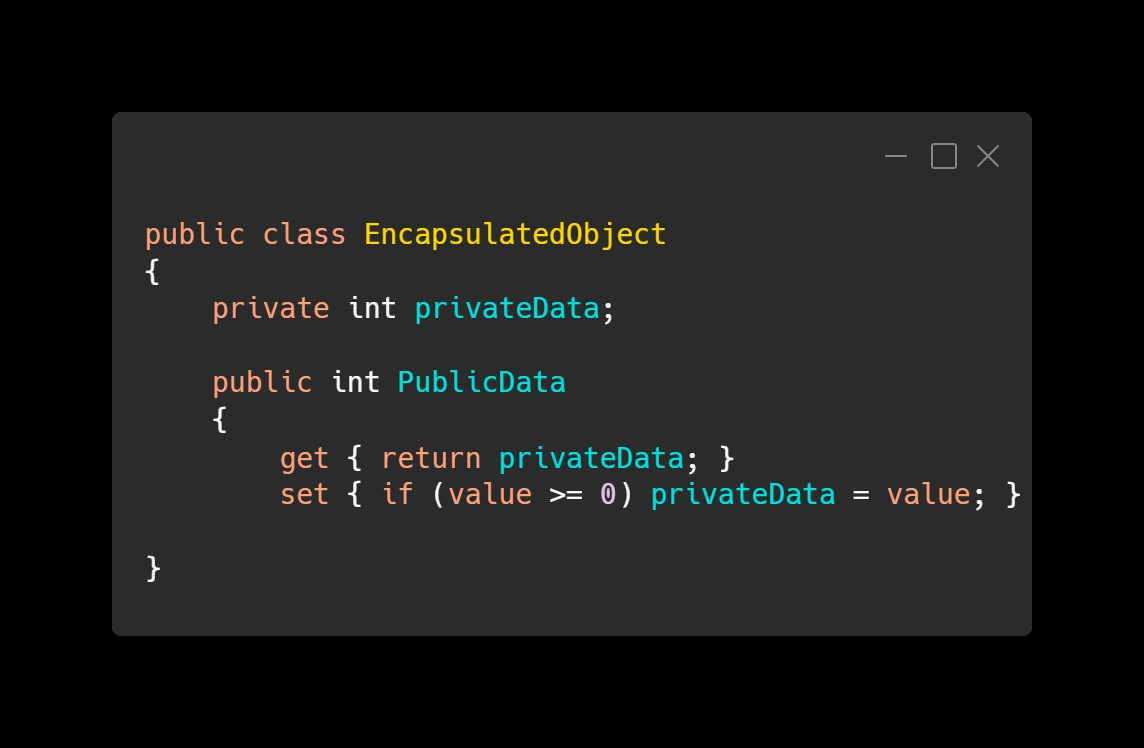 public class EncapsulatedObject
{
    private int privateData;

    public int PublicData
    {
        get { return privateData; }
        set { if (value >= 0) privateData = value; }

}